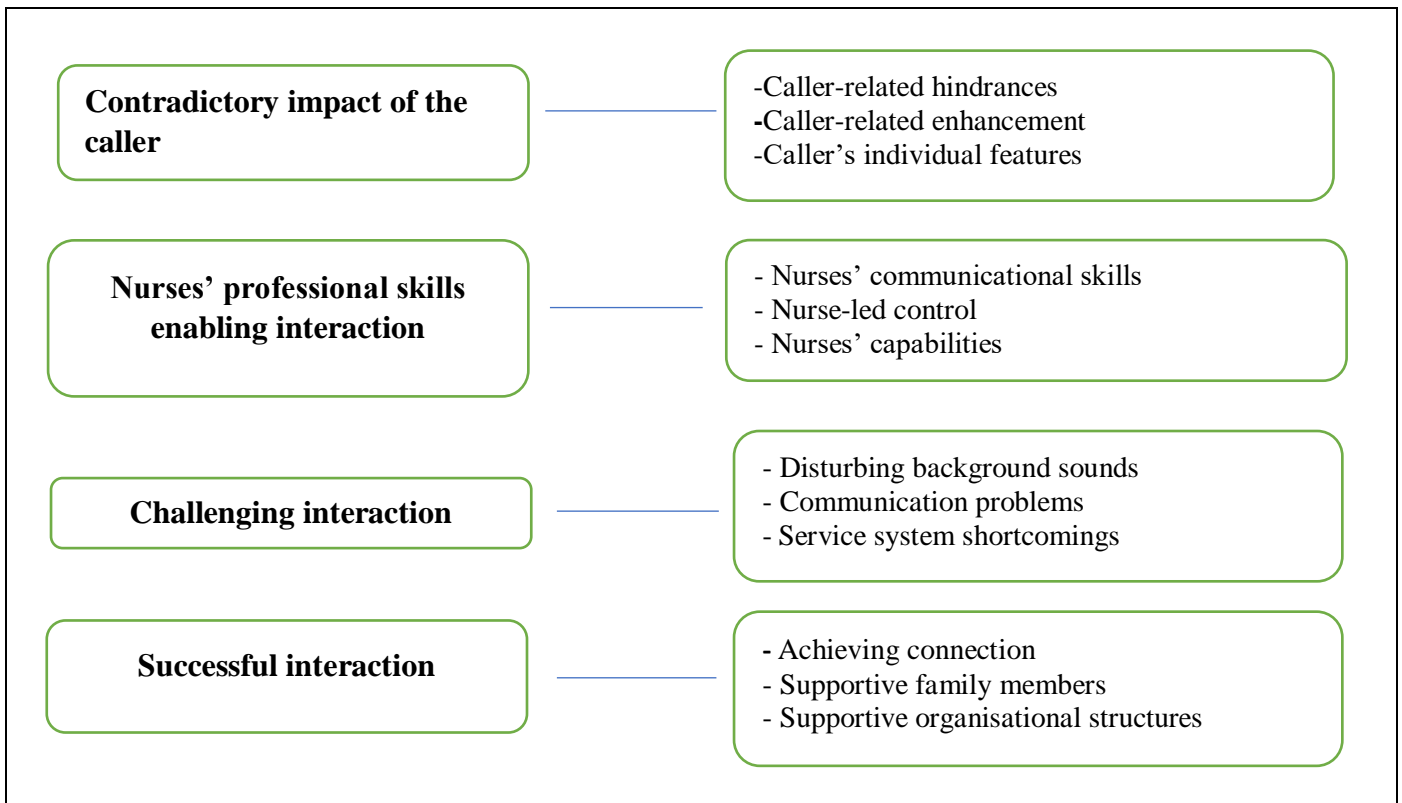 Contradictory impact of the
caller
-Caller-related hindrances
-Caller-related enhancement
-Caller’s individual features
Nurses’ professional skills
enabling interaction
- Nurses’ communicational skills
- Nurse-led control
- Nurses’ capabilities
Challenging interaction
- Disturbing background sounds
- Communication problems
- Service system shortcomings
Successful interaction
- Achieving connection
- Supportive family members
- Supportive organisational structures